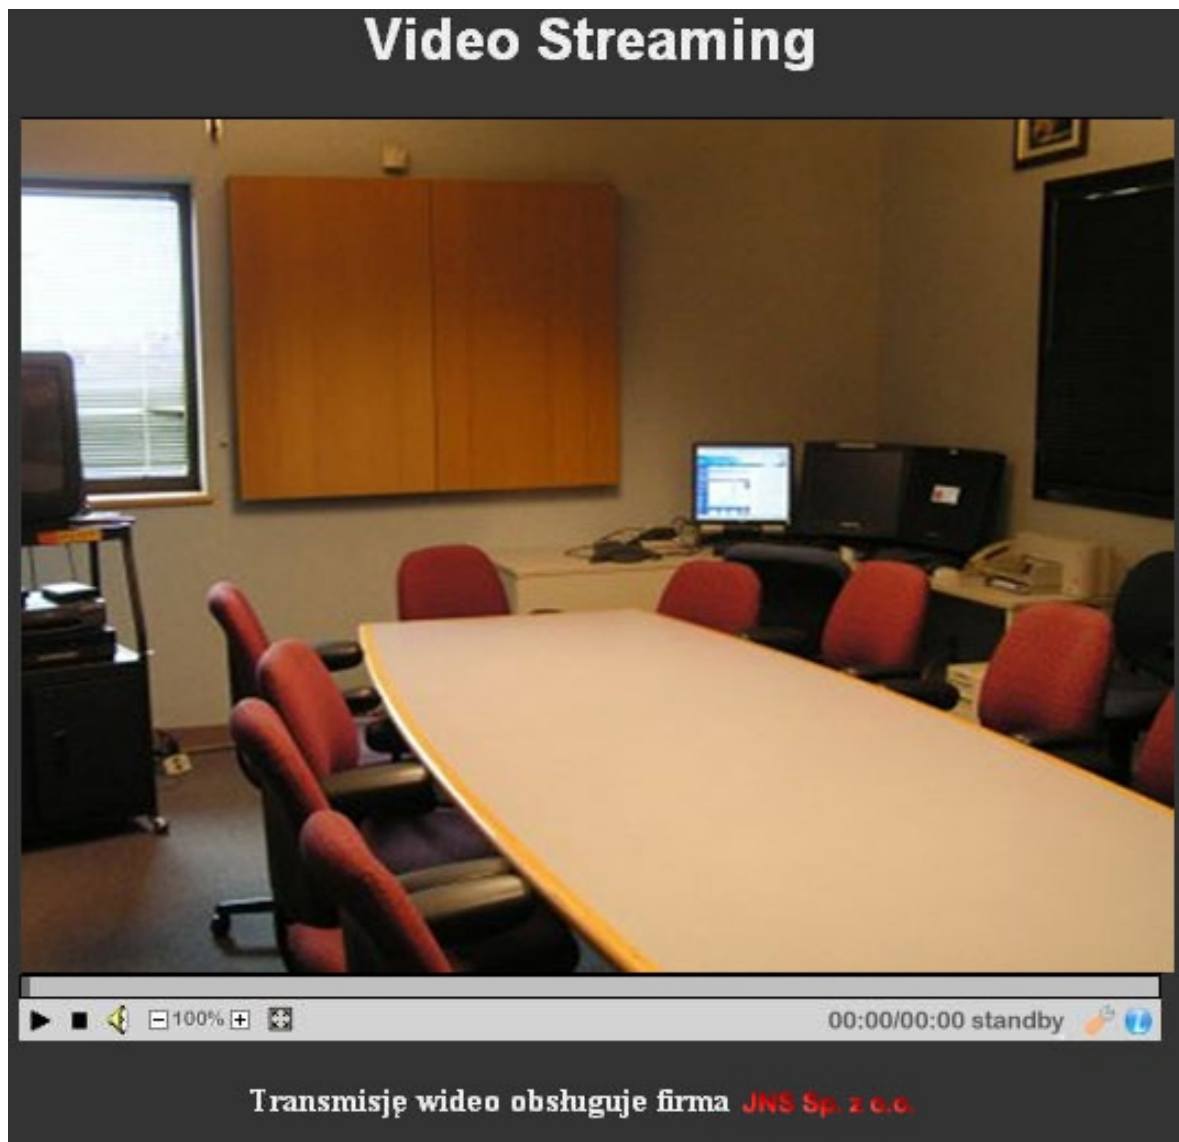 Video Streaming
100%
00:00/00:00 standby
Transmisję wideo obsługuje firma JNS Sp. z o.o.